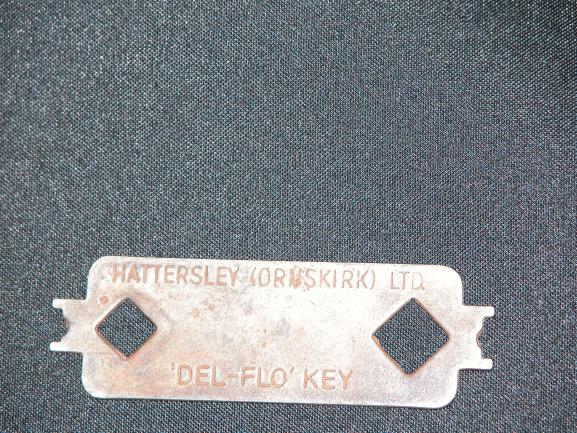 HATTERSLEY (ORMSKIRK) LTD.
'DEL-FLO' KEY